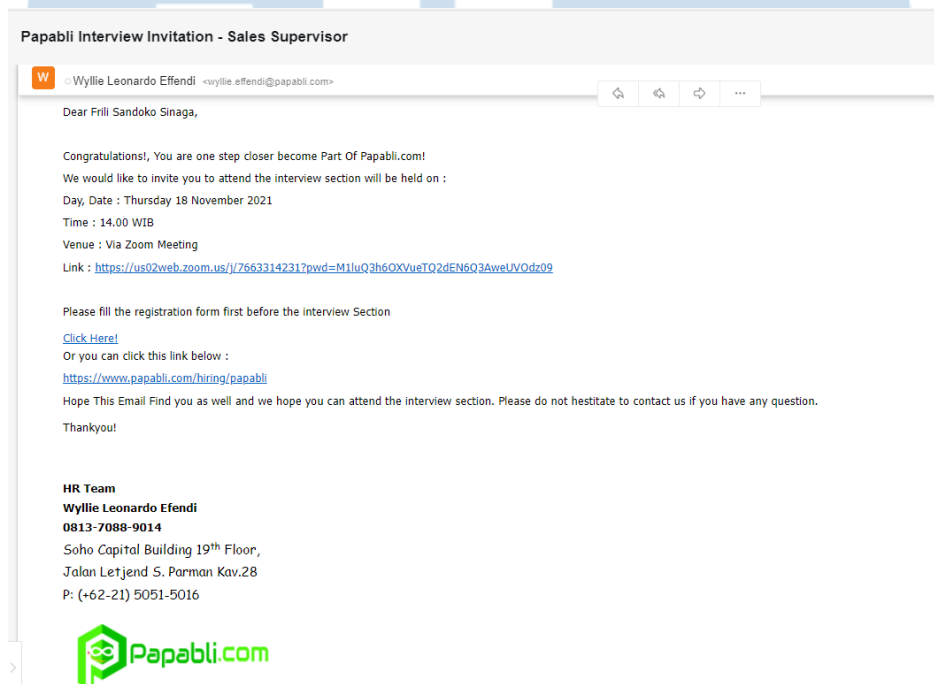 Papabli Interview Invitation - Sales Supervisor
W
Wyllie Leonardo Effendi <wyllie.effendi@papabli.com>
Dear Frili Sandoko Sinaga,
Congratulations!, You are one step closer become Part Of Papabli.com!
We would like to invite you to attend the interview section will be held on :
Day, Date : Thursday 18 November 2021
Time : 14.00 WIB
Venue : Via Zoom Meeting
Link : https://us02web.zoom.us/j/7663314231?pwd=M1luQ3h6OXVueTQ2dEN6Q3AweUVOdz09
Please fill the registration form first before the interview Section
Click Here!
Or you can click this link below :
https://www.papabli.com/hiring/papabli
Hope This Email Find you as well and we hope you can attend the interview section. Please do not hestitate to contact us if you have any question.
Thankyou!
HR Team
Wyllie Leonardo Efendi
0813-7088-9014
Soho Capital Building 19th Floor,
Jalan Letjend S. Parman Kav.28
P: (+62-21) 5051-5016
Papabli.com